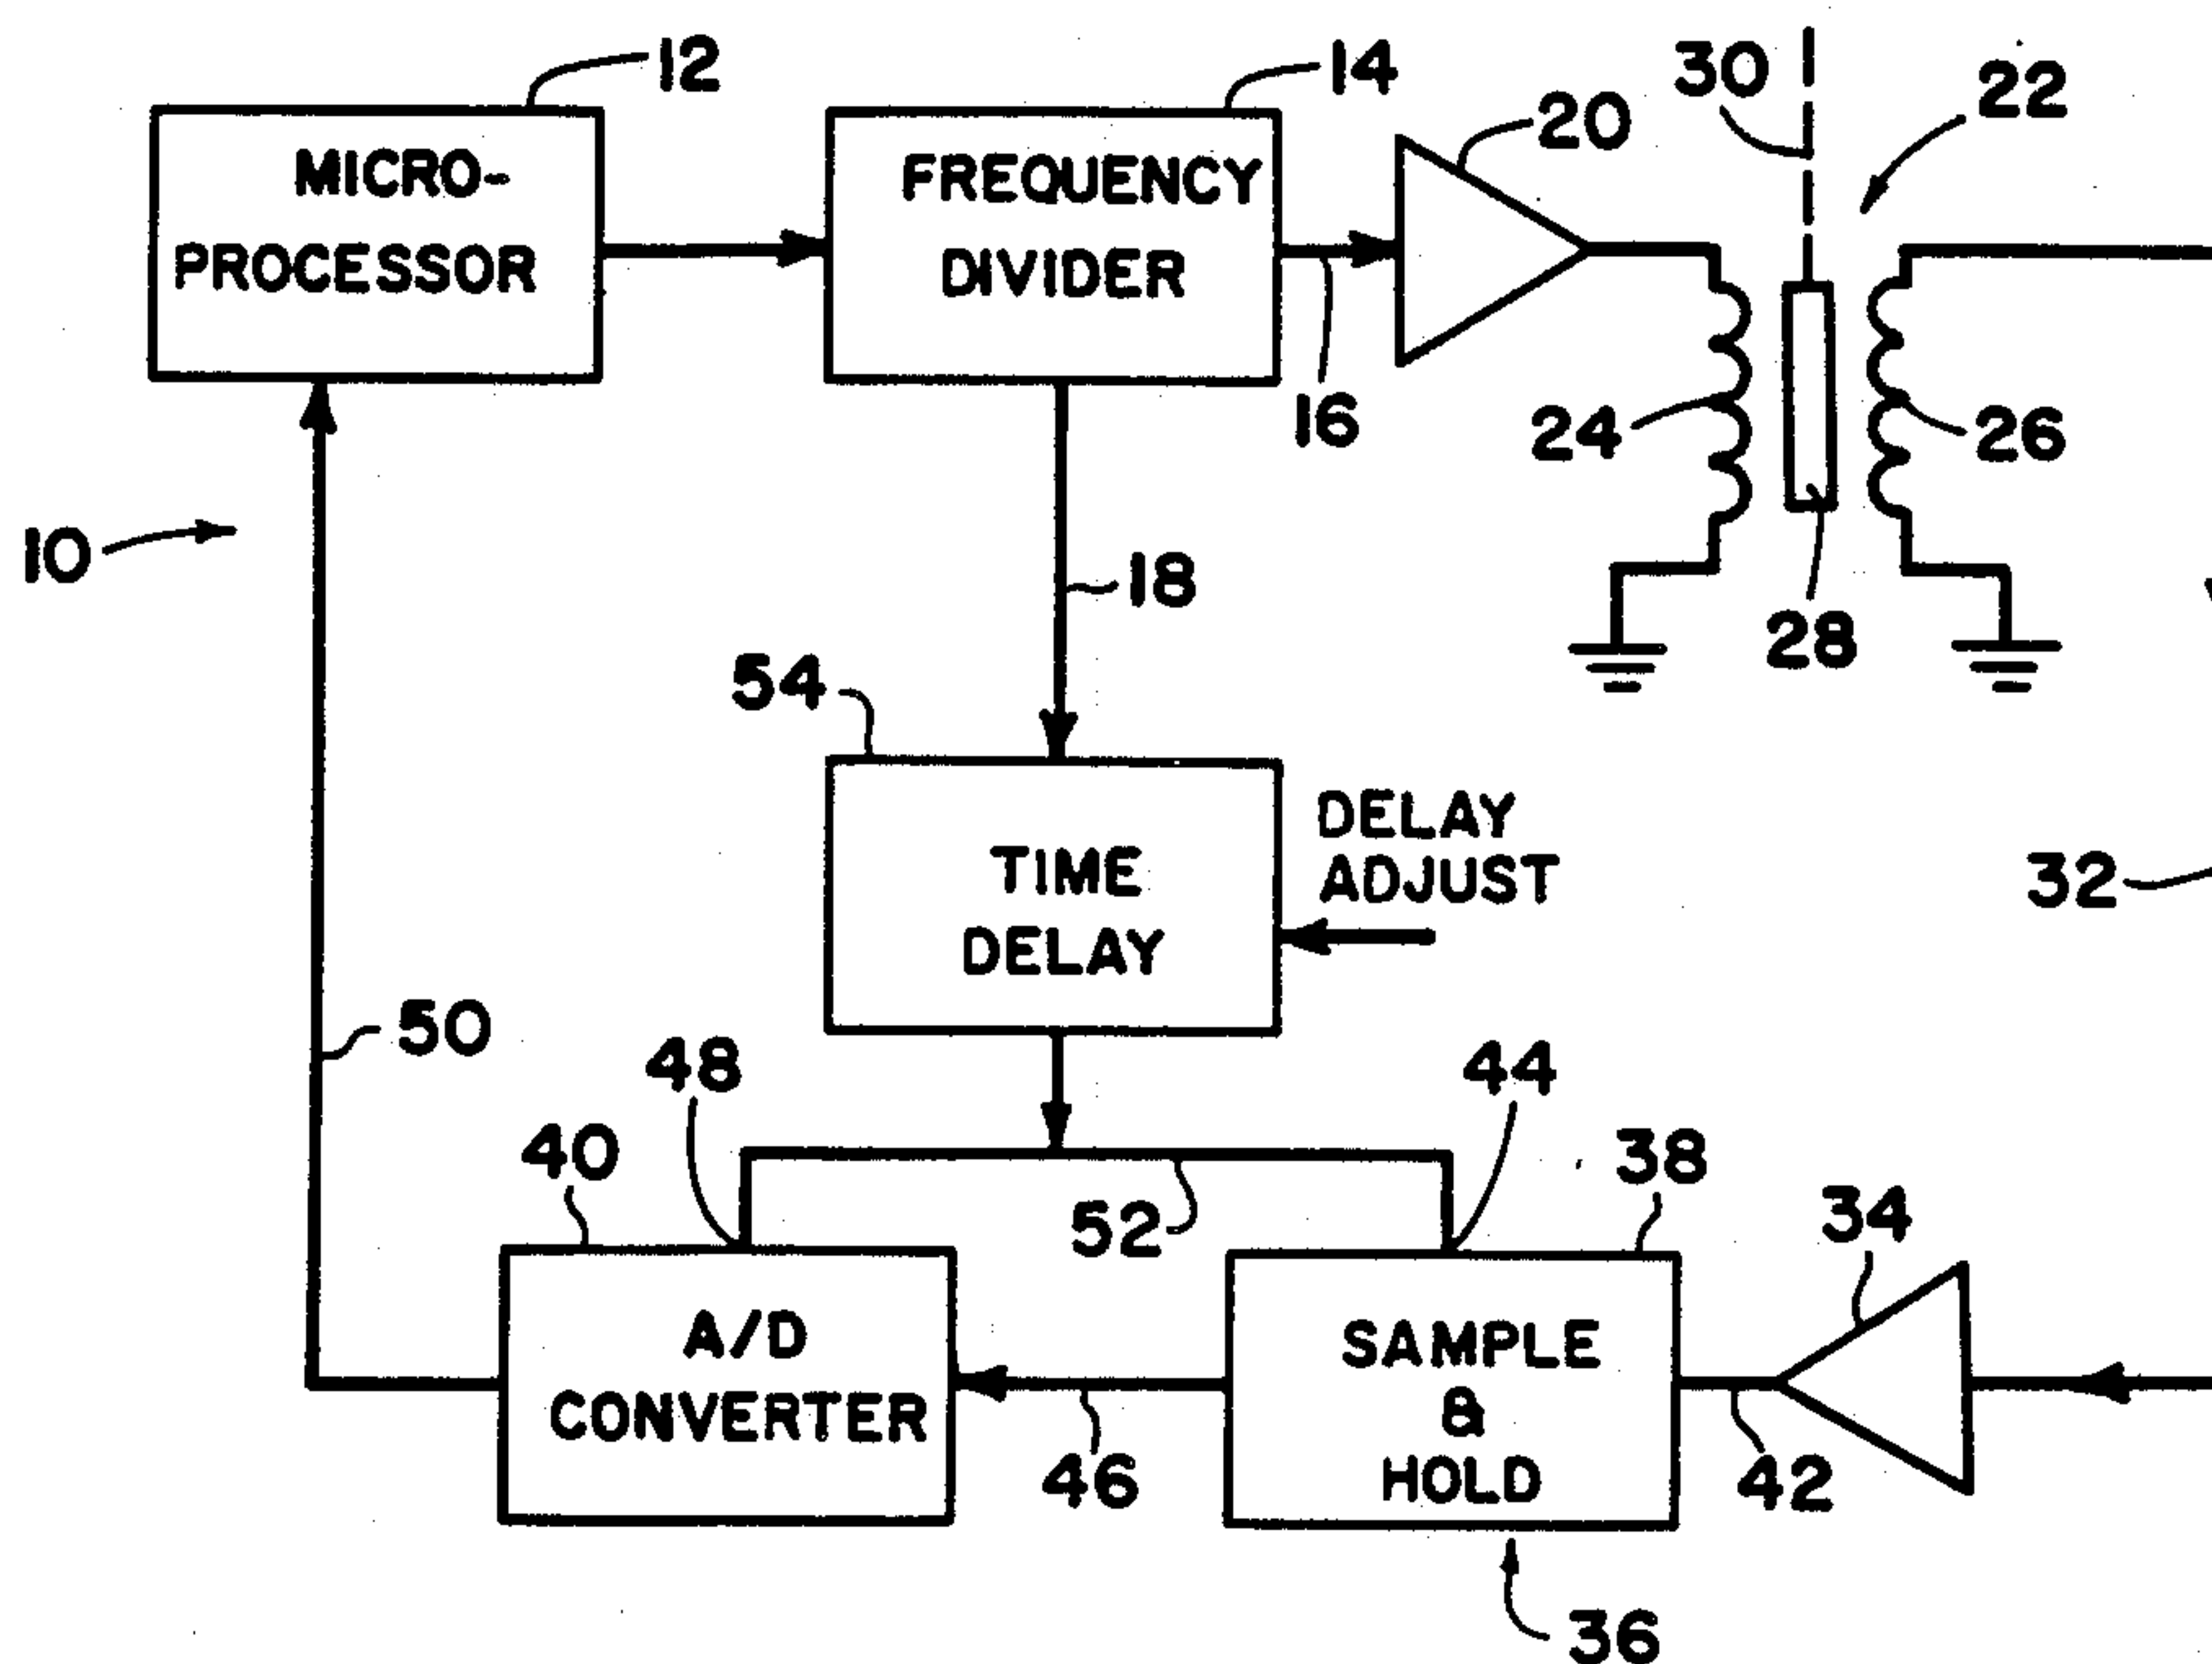 12
14
30
22
20
MICRO-
PROCESSOR
FREQUENCY
DIVIDER
16
24
26
10
18
28
54
DELAY
ADJUST
TIME
DELAY
32
50
48
44
40
38
52
34
A/D
CONVERTER
SAMPLE
&
HOLD
46
42
36